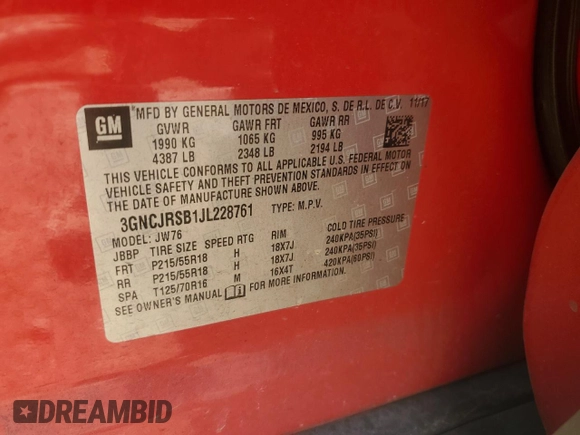 GM
*MFD BY GENERAL MOTORS DE MEXICO, S. DE R.L. DE C.V. 11/17
GVWR GAWR FRT GAWR RR
1990 KG 1065 KG 995 KG
4387 LB 2348 LB 2194 LB
THIS VEHICLE CONFORMS TO ALL APPLICABLE U.S. FEDERAL MOTOR
VEHICLE SAFETY AND THEFT PREVENTION STANDARDS IN EFFECT ON
THE DATE OF MANUFACTURE SHOWN ABOVE.
3GNCJRSB1JL228761 TYPE: M.P.V.
MODEL: JW76
JBBP TIRE SIZE SPEED RTG RIM COLD TIRE PRESSURE
FRT P215/55R18 H 18X7J 240KPA(35PSI)
RR P215/55R18 H 18X7J 240KPA(35PSI)
SPA T125/70R16 M 16X4T 420KPA(60PSI)
SEE OWNER'S MANUAL FOR MORE INFORMATION.
DREAMBID